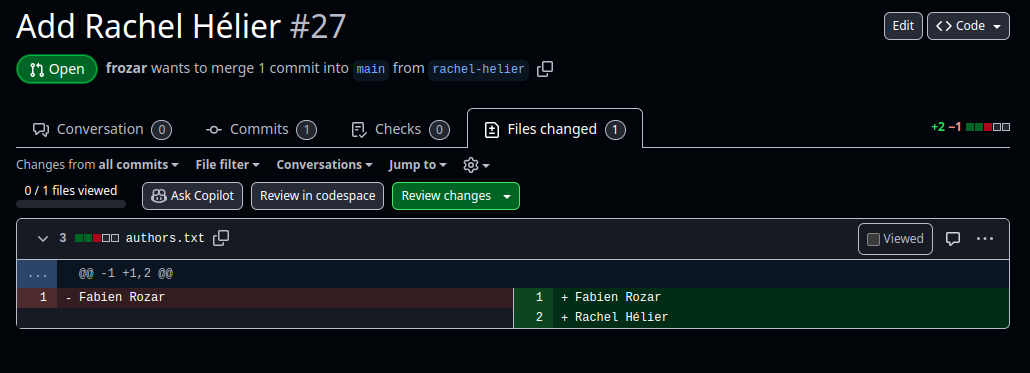 Add Rachel Hélier #27
Edit
Code
Open
frozar wants to merge 1 commit into main from rachel-helier
Conversation 0
Commits 1
Checks 0
Files changed 1
+2 −1
Changes from all commits
File filter
Conversations
Jump to
0 / 1 files viewed
Ask Copilot
Review in codespace
Review changes
3 authors.txt
Viewed
... @@ -1 +1,2 @@
1 - Fabien Rozar
1 + Fabien Rozar
2 + Rachel Hélier